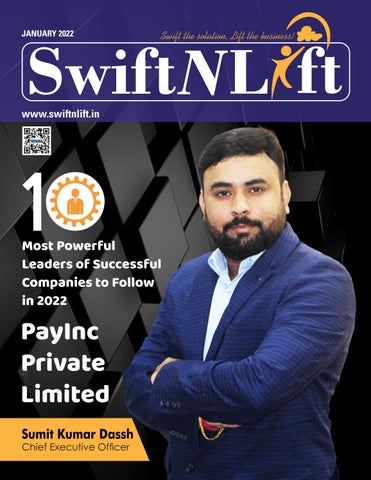 JANUARY 2022
Swift the solution, Lift the business!
SwiftNLift
www.swiftnlift.in
10
Most Powerful
Leaders of Successful
Companies to Follow
in 2022
PayInc
Private
Limited
Sumit Kumar Dassh
Chief Executive Officer